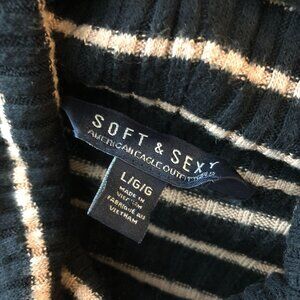 SOFT & SEXY
AMERICAN EAGLE OUTFITTERS
L/G/G
MADE IN
VIETNAM
FABRIQUÉ AU
VIETNAM